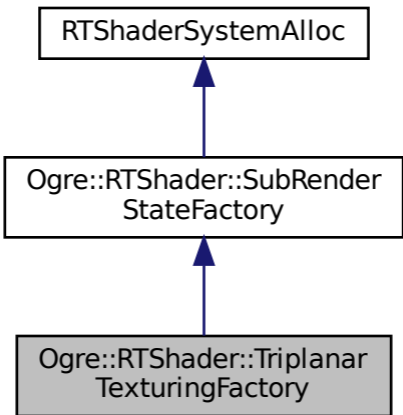 RTShaderSystemAlloc
Ogre::RTShader::SubRender
StateFactory
Ogre::RTShader::Triplanar
TexturingFactory